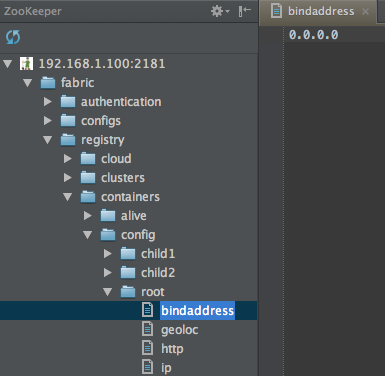 ZooKeeper
192.168.1.100:2181
fabric
authentication
configs
registry
cloud
clusters
containers
alive
config
child1
child2
root
bindaddress
geoloc
http
ip
bindaddress
0.0.0.0